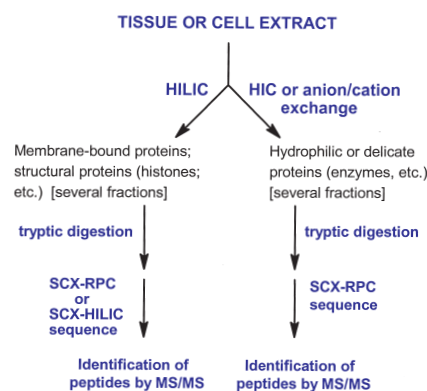 TISSUE OR CELL EXTRACT
HILIC
HIC or anion/cation
exchange
Membrane-bound proteins;
structural proteins (histones;
etc.) [several fractions]
Hydrophilic or delicate
proteins (enzymes, etc.)
[several fractions]
tryptic digestion
tryptic digestion
SCX-RPC
or
SCX-HILIC
sequence
SCX-RPC
sequence
Identification of
peptides by MS/MS
Identification of
peptides by MS/MS